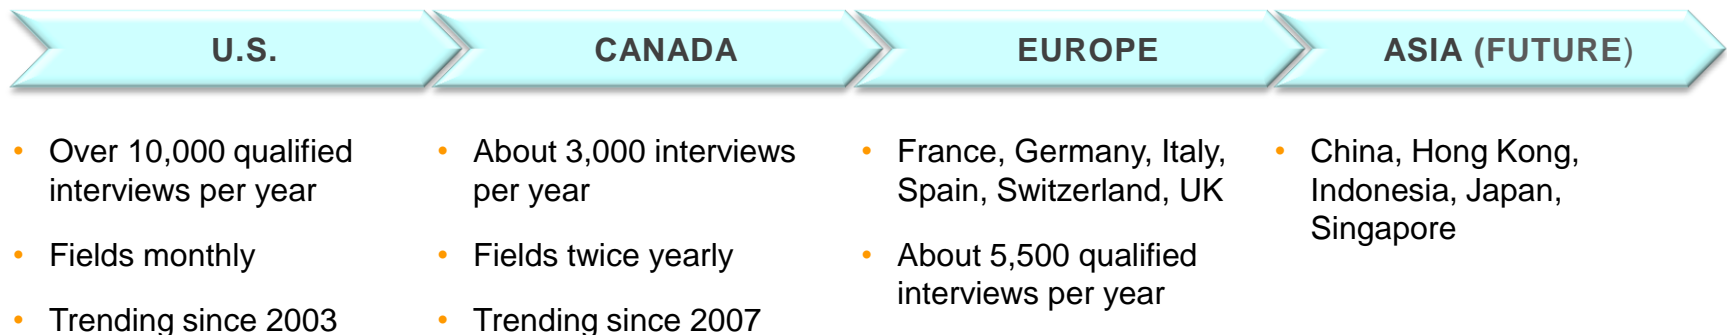 U.S.
CANADA
EUROPE
ASIA (FUTURE)
• Over 10,000 qualified
interviews per year
• Fields monthly
• Trending since 2003
• About 3,000 interviews
per year
• Fields twice yearly
• Trending since 2007
• France, Germany, Italy,
Spain, Switzerland, UK
• About 5,500 qualified
interviews per year
• China, Hong Kong,
Indonesia, Japan,
Singapore